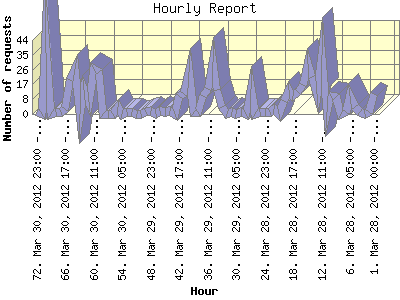 Hourly Report
Number of requests
44
35
26
17
8
0
72. Mar 30, 2012 23:00 -...
66. Mar 30, 2012 17:00 -...
60. Mar 30, 2012 11:00 -...
54. Mar 30, 2012 05:00 -...
48. Mar 29, 2012 23:00 -...
42. Mar 29, 2012 17:00 -...
36. Mar 29, 2012 11:00 -...
30. Mar 29, 2012 05:00 -...
24. Mar 28, 2012 23:00 -...
18. Mar 28, 2012 17:00 -...
12. Mar 28, 2012 11:00 -...
6. Mar 28, 2012 05:00 -...
1. Mar 28, 2012 00:00 -...
Hour